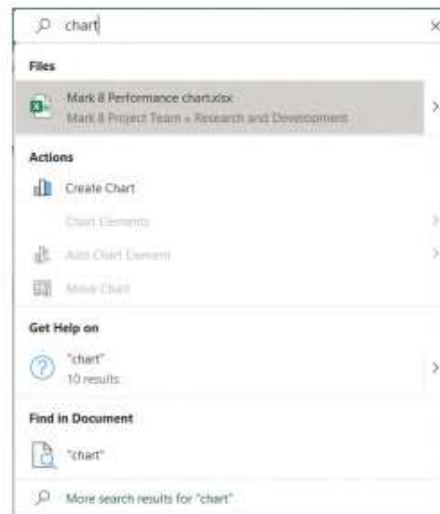 chart
Files
Mark 8 Performance chart.xlsx
Mark 8 Project Team » Research and Development
Actions
Create Chart
Chart Elements
Add Chart Element
Move Chart
Get Help on
"chart"
10 results
Find in Document
"chart"
More search results for "chart"